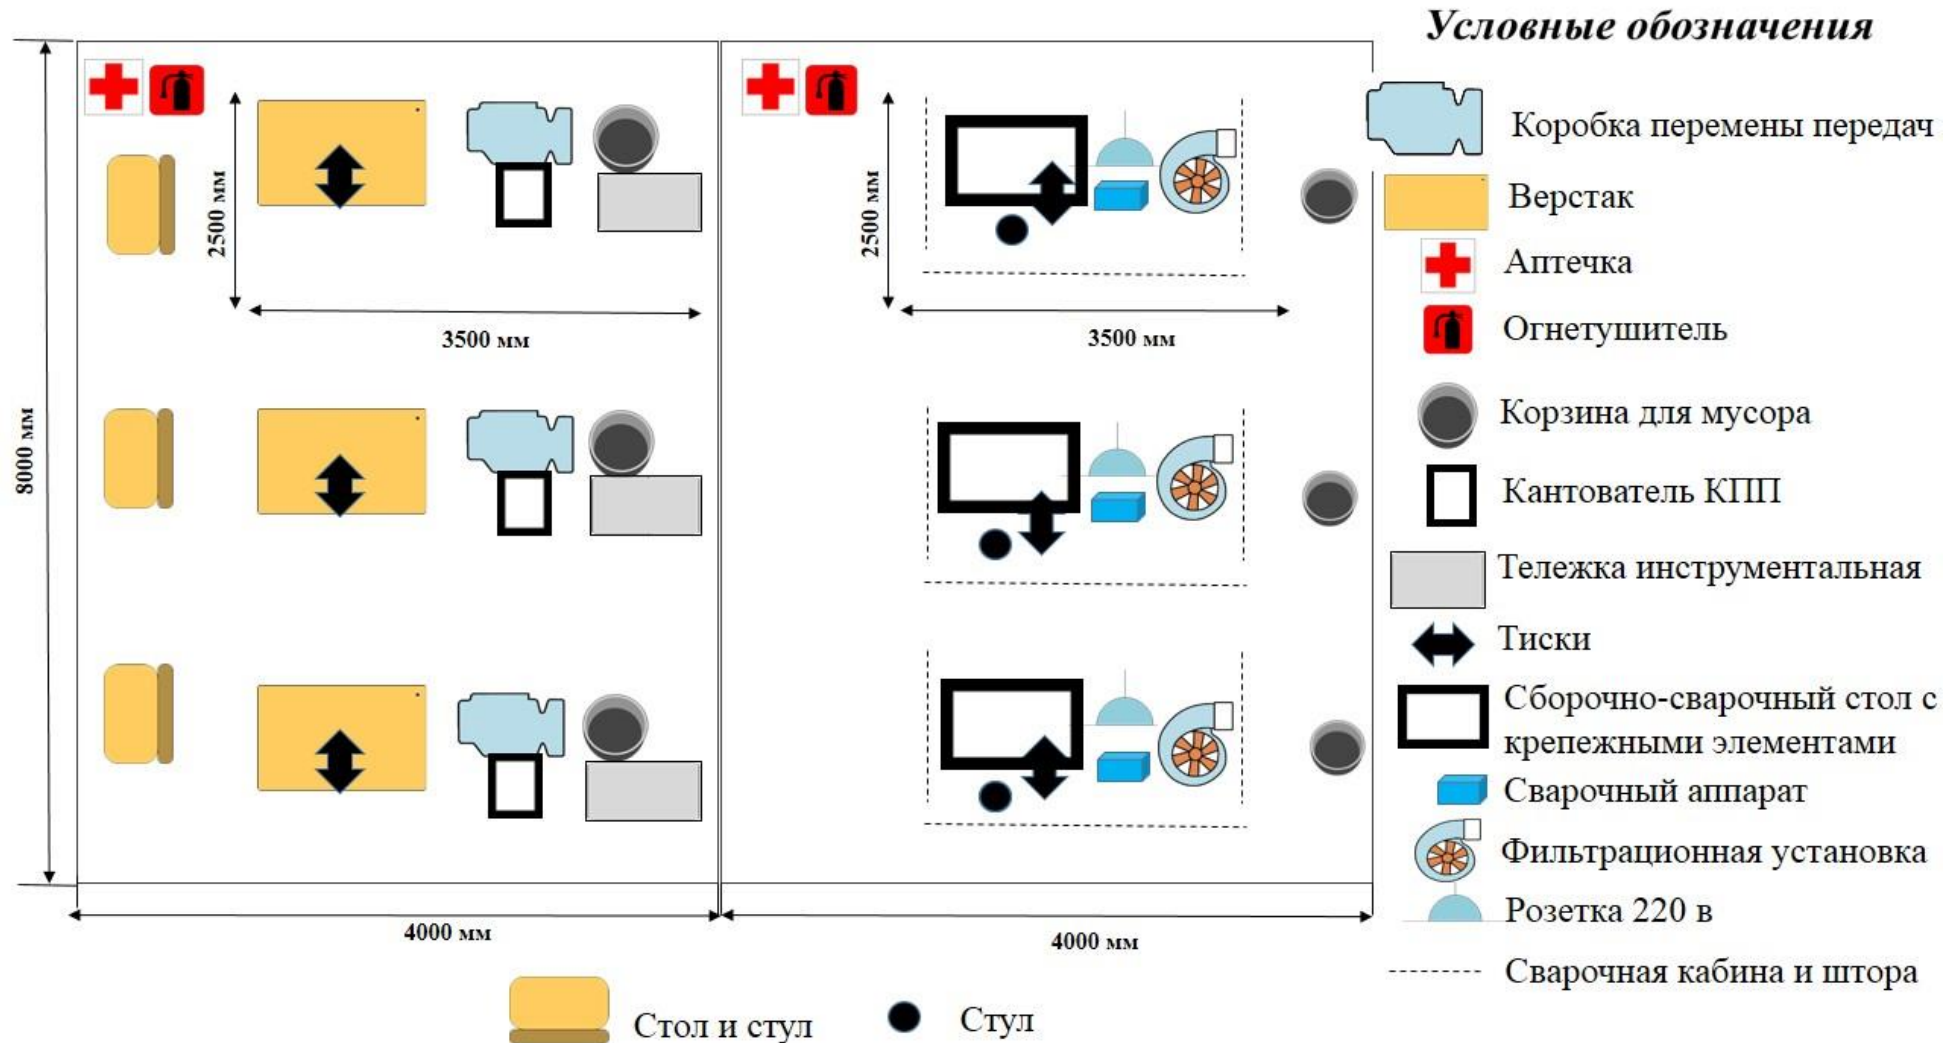 Условные обозначения
Коробка перемены передач
Верстак
Аптечка
Огнетушитель
Корзина для мусора
Кантователь КПП
Тележка инструментальная
Тиски
Сборочно-сварочный стол с
крепежными элементами
Сварочный аппарат
Фильтрационная установка
Розетка 220 в
Сварочная кабина и штора
2500 мм
3500 мм
2500 мм
3500 мм
8000 мм
4000 мм
4000 мм
Стол и стул
Стул